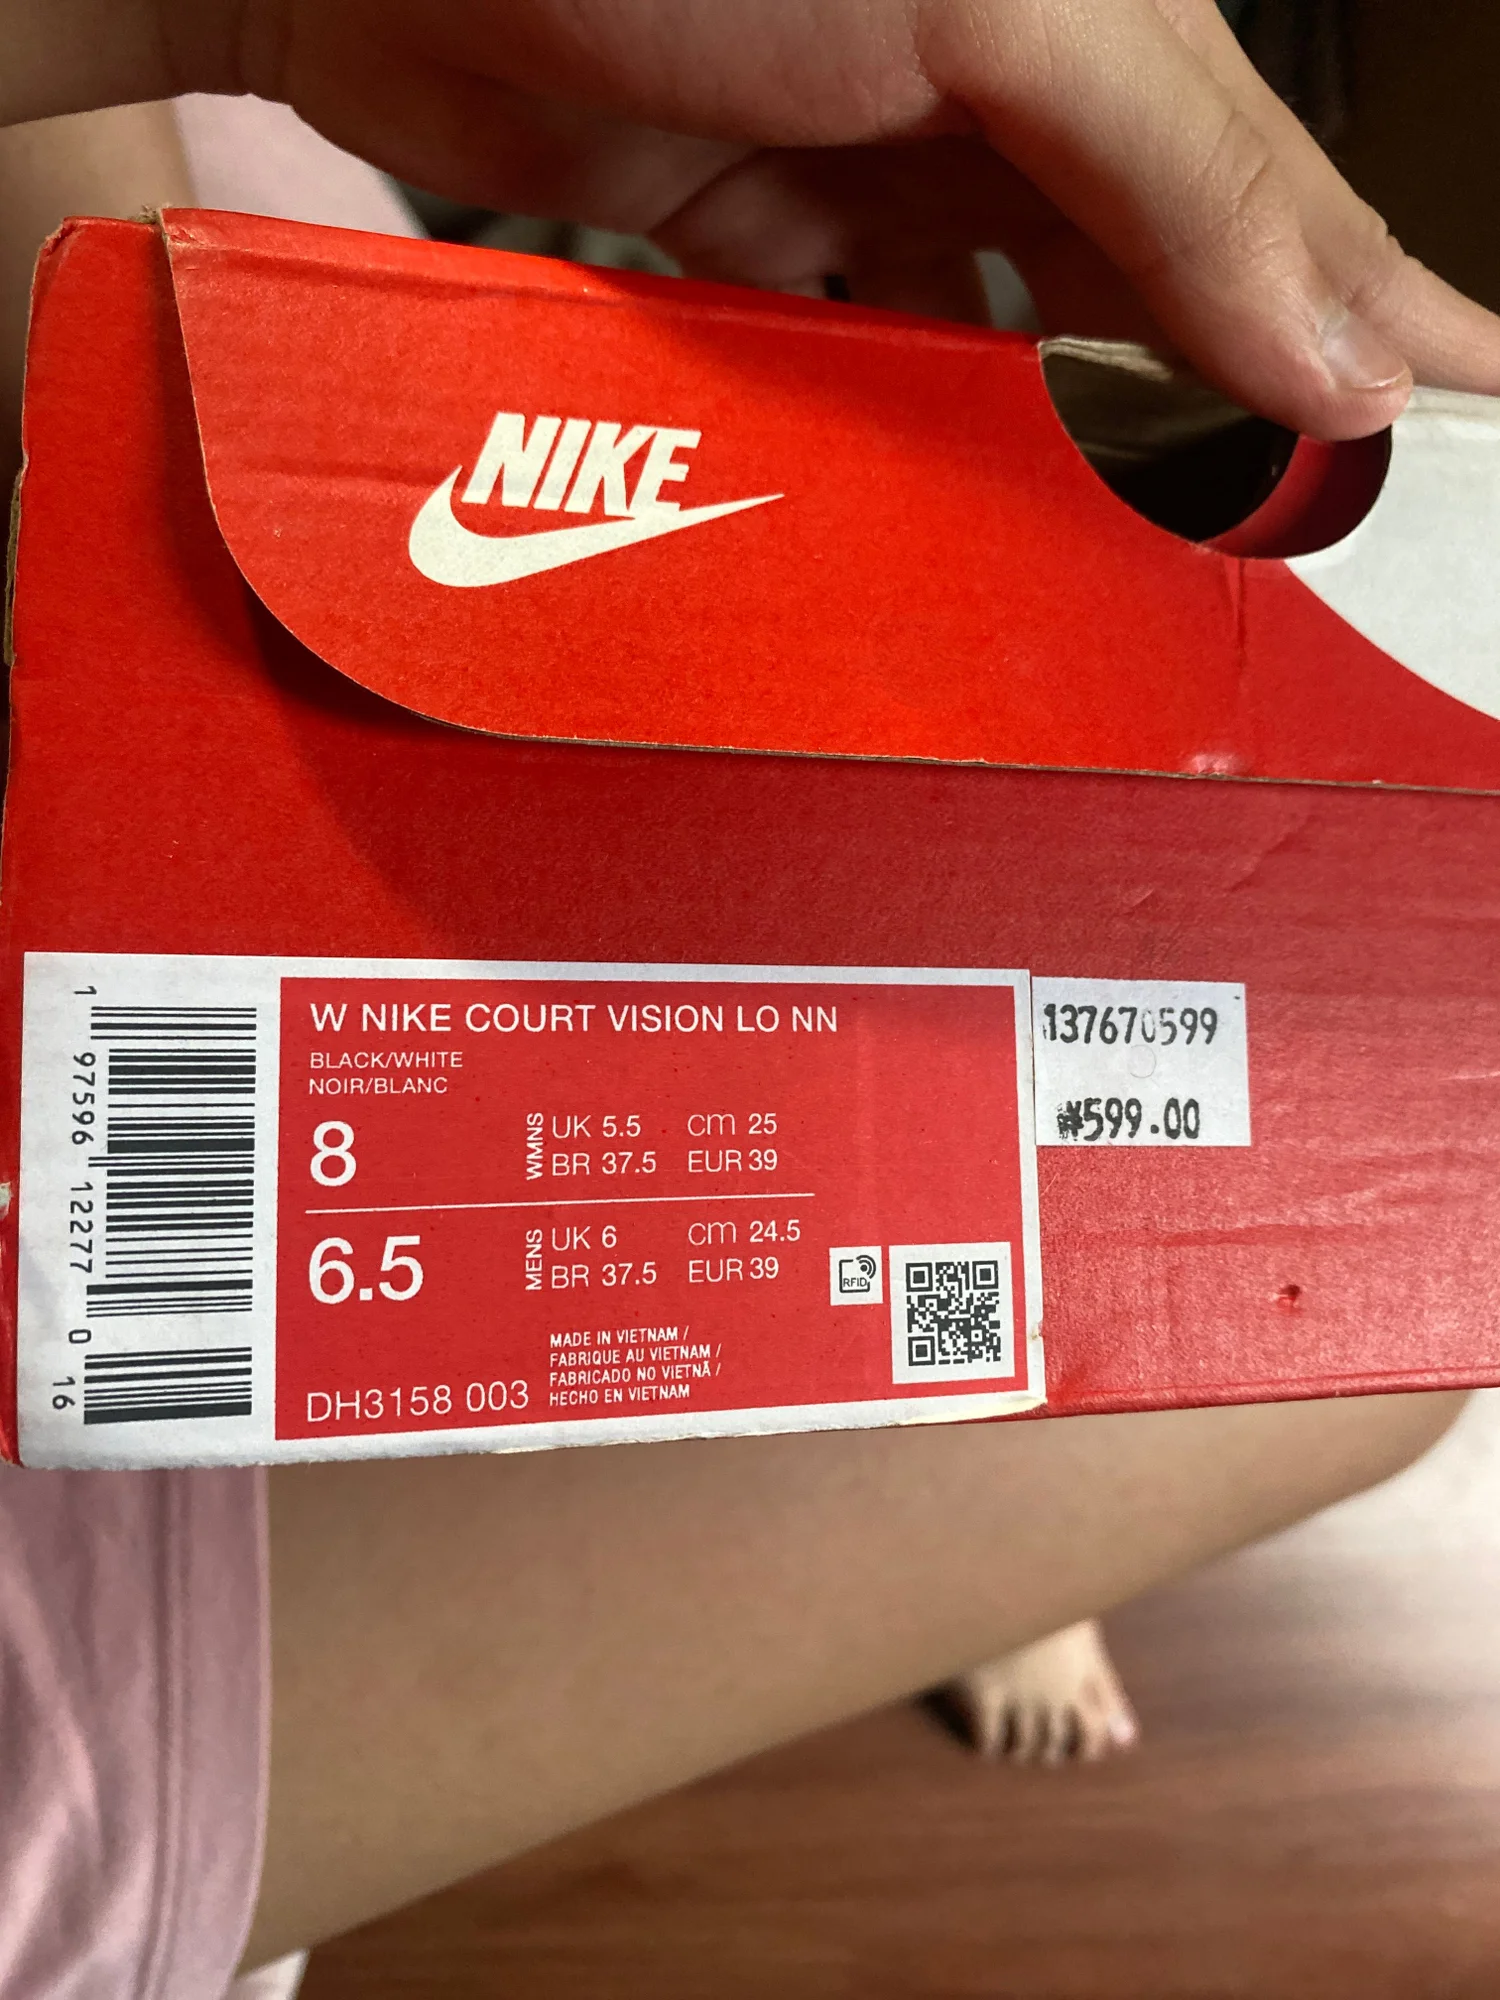 NIKE
W NIKE COURT VISION LO NN
BLACK/WHITE
NOIR/BLANC
8 WMNS UK 5.5 cm 25
BR 37.5 EUR 39
6.5 MENS UK 6 cm 24.5
BR 37.5 EUR 39
RFID
MADE IN VIETNAM /
FABRIQUE AU VIETNAM /
FABRICADO NO VIETNÃ /
HECHO EN VIETNAM
DH3158 003
1 97596 12277 0 16
137670599
¥599.00